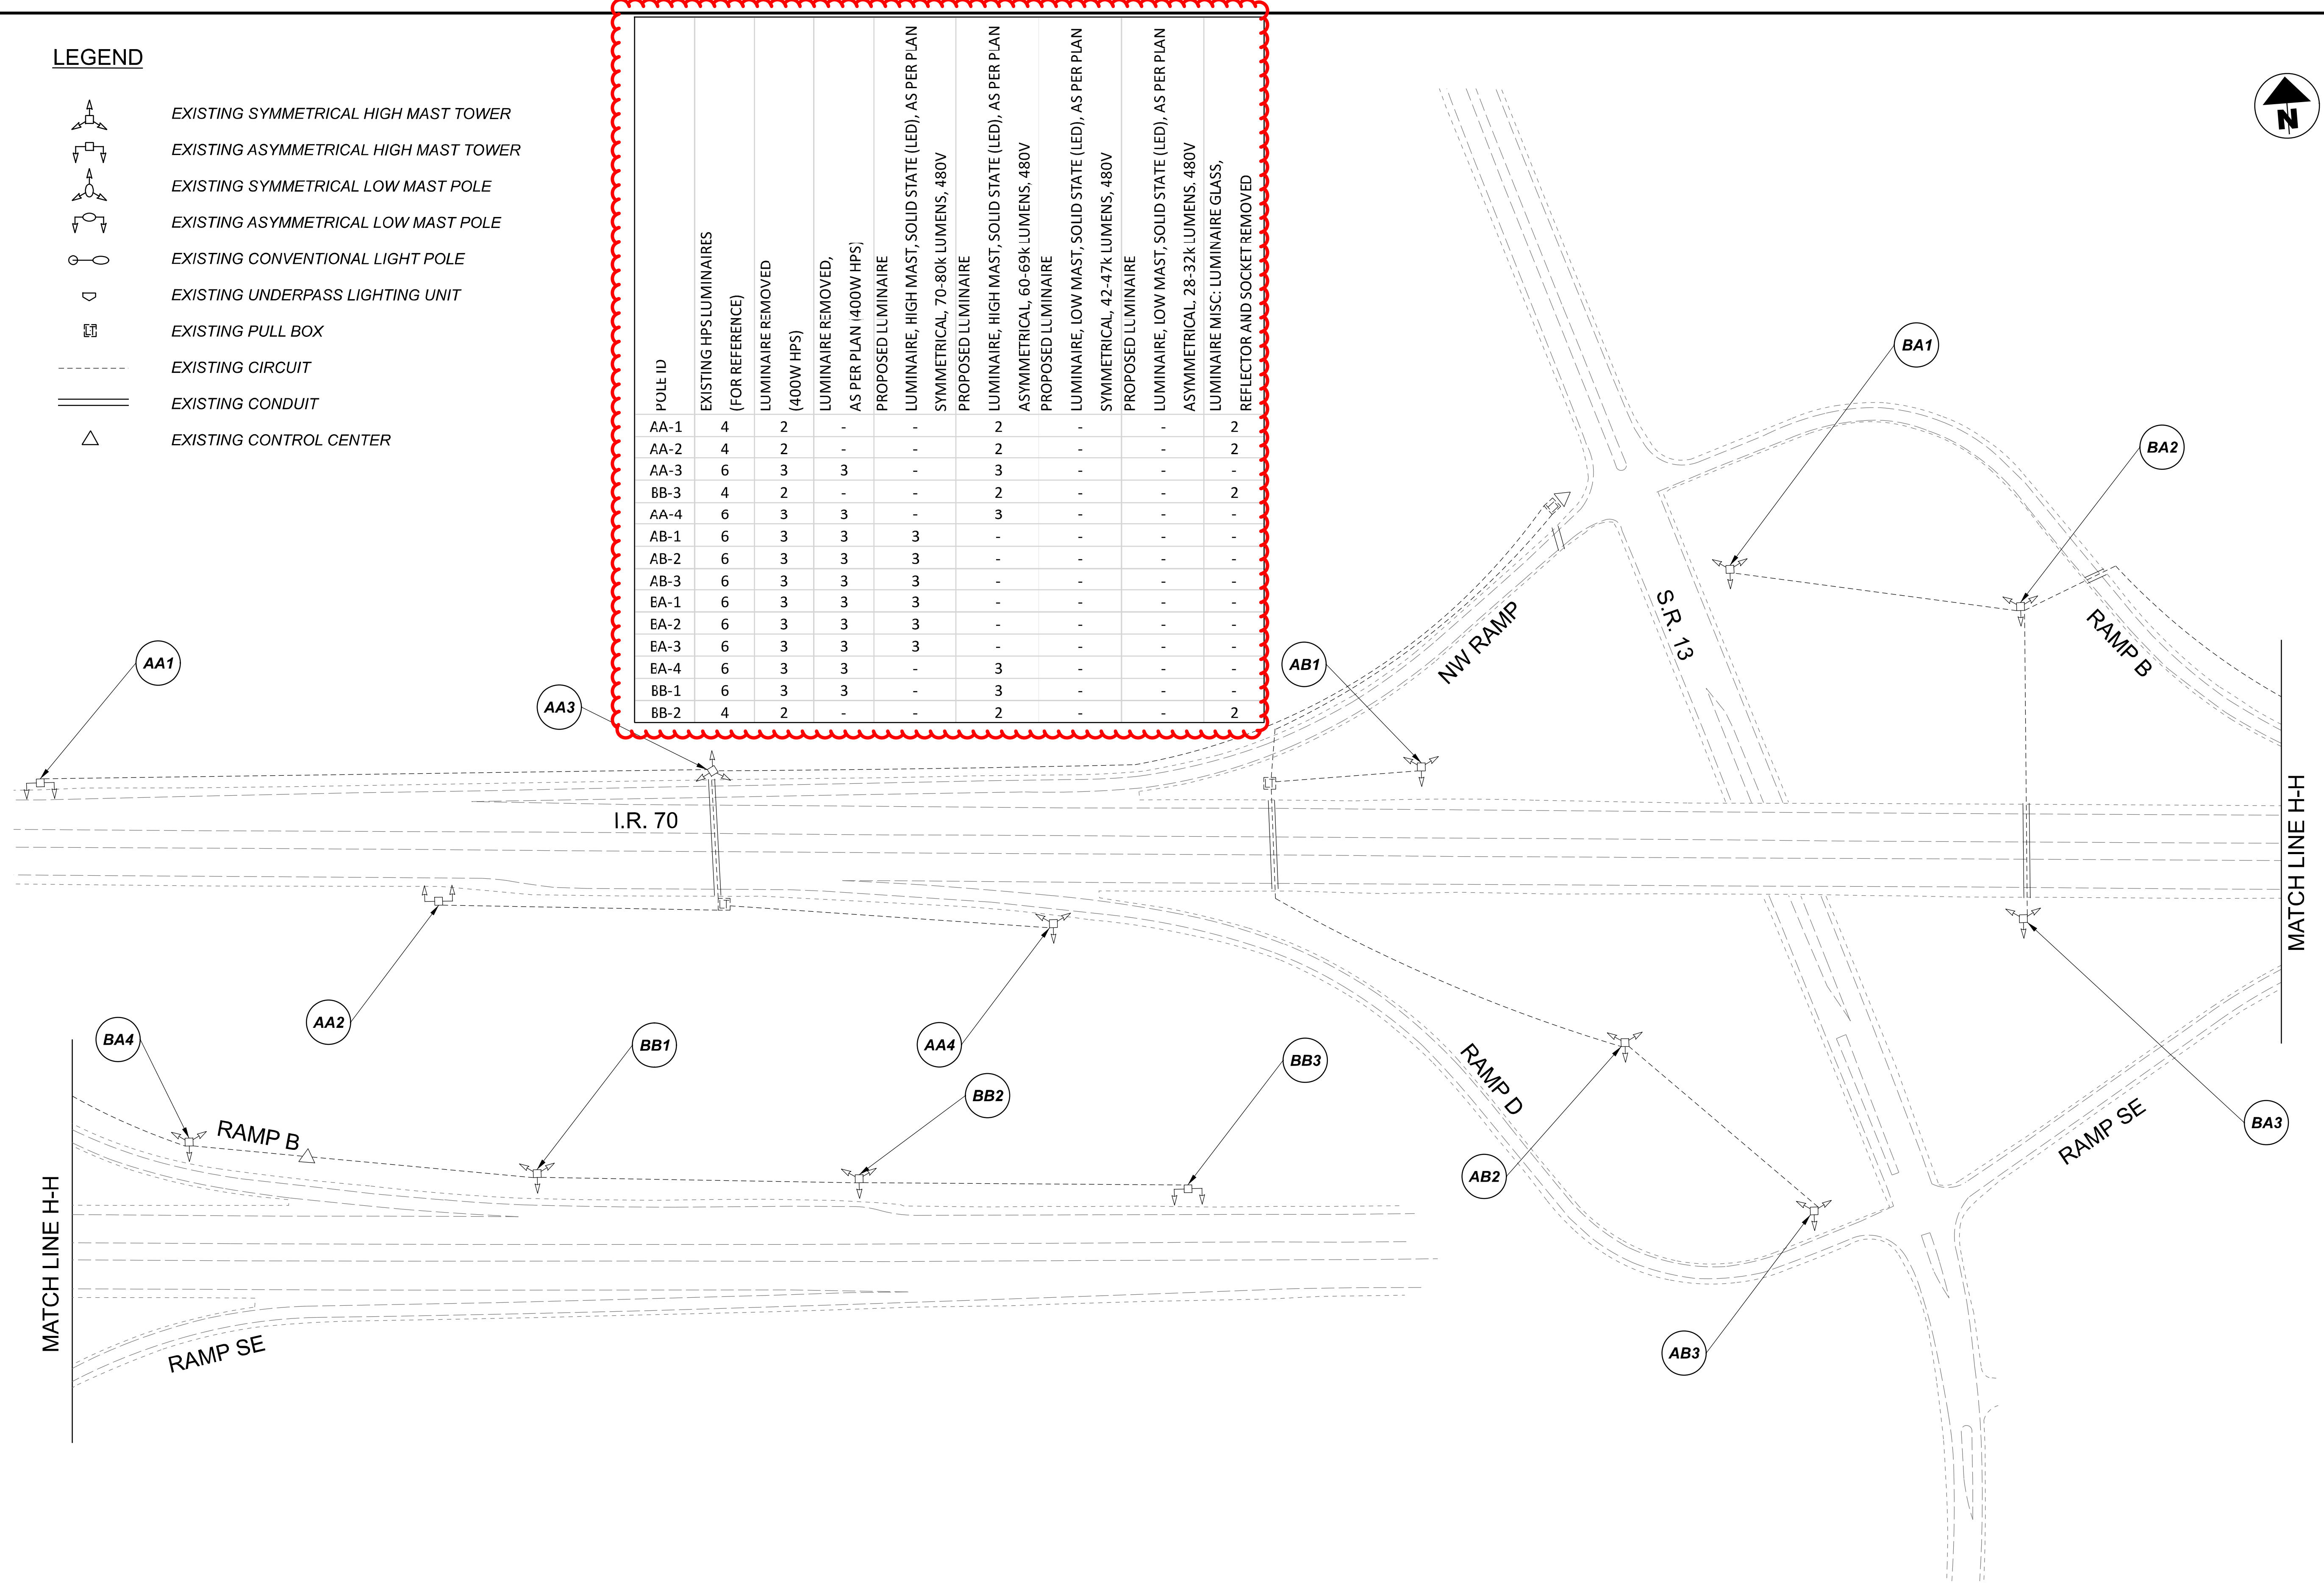 LEGEND
EXISTING SYMMETRICAL HIGH MAST TOWER
EXISTING ASYMMETRICAL HIGH MAST TOWER
EXISTING SYMMETRICAL LOW MAST POLE
EXISTING ASYMMETRICAL LOW MAST POLE
EXISTING CONVENTIONAL LIGHT POLE
EXISTING UNDERPASS LIGHTING UNIT
EXISTING PULL BOX
EXISTING CIRCUIT
EXISTING CONDUIT
EXISTING CONTROL CENTER
POLE ID
EXISTING HPS LUMINAIRES
(FOR REFERENCE)
LUMINAIRE REMOVED
(400W HPS)
LUMINAIRE REMOVED,
AS PER PLAN (400W HPS)
PROPOSED LUMINAIRE
LUMINAIRE, HIGH MAST, SOLID STATE (LED), AS PER PLAN
SYMMETRICAL, 70-80k LUMENS, 480V
PROPOSED LUMINAIRE
LUMINAIRE, HIGH MAST, SOLID STATE (LED), AS PER PLAN
ASYMMETRICAL, 60-69k LUMENS, 480V
PROPOSED LUMINAIRE
LUMINAIRE, LOW MAST, SOLID STATE (LED), AS PER PLAN
SYMMETRICAL, 42-47k LUMENS, 480V
PROPOSED LUMINAIRE
LUMINAIRE, LOW MAST, SOLID STATE (LED), AS PER PLAN
ASYMMETRICAL, 28-32k LUMENS, 480V
LUMINAIRE MISC: LUMINAIRE GLASS,
REFLECTOR AND SOCKET REMOVED
AA-1 4 2 - - 2 - - 2
AA-2 4 2 - - 2 - - 2
AA-3 6 3 3 - 3 - - -
BB-3 4 2 - - 2 - - 2
AA-4 6 3 3 - 3 - - -
AB-1 6 3 3 3 - - - -
AB-2 6 3 3 3 - - - -
AB-3 6 3 3 3 - - - -
BA-1 6 3 3 3 - - - -
BA-2 6 3 3 3 - - - -
BA-3 6 3 3 3 - - - -
BA-4 6 3 3 - 3 - - -
BB-1 6 3 3 - 3 - - -
BB-2 4 2 - - 2 - - 2
N
BA1
BA2
S.R. 13
NW RAMP
RAMP B
AA1
AB1
AA3
I.R. 70
MATCH LINE H-H
AA2
BA4
BB1
AA4
BB3
BB2
RAMP D
RAMP B
AB2
RAMP SE
BA3
MATCH LINE H-H
RAMP SE
AB3